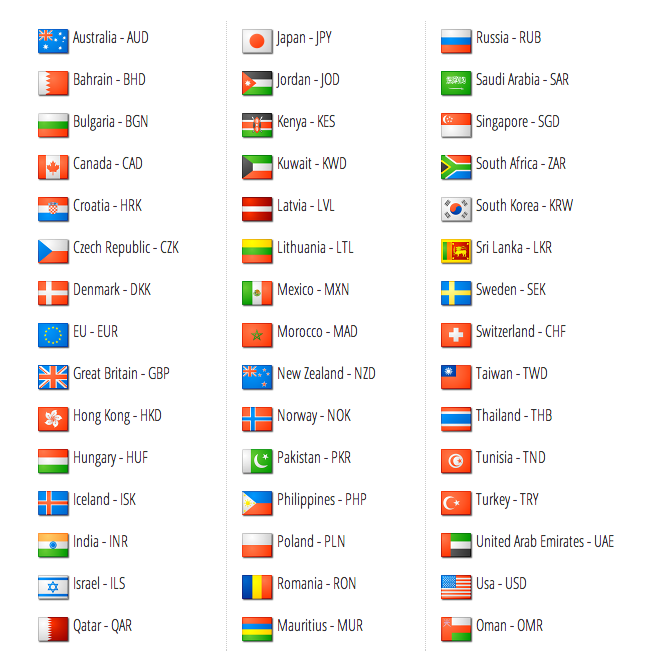 Australia - AUD
Bahrain - BHD
Bulgaria - BGN
Canada - CAD
Croatia - HRK
Czech Republic - CZK
Denmark - DKK
EU - EUR
Great Britain - GBP
Hong Kong - HKD
Hungary - HUF
Iceland - ISK
India - INR
Israel - ILS
Qatar - QAR
Japan - JPY
Jordan - JOD
Kenya - KES
Kuwait - KWD
Latvia - LVL
Lithuania - LTL
Mexico - MXN
Morocco - MAD
New Zealand - NZD
Norway - NOK
Pakistan - PKR
Philippines - PHP
Poland - PLN
Romania - RON
Mauritius - MUR
Russia - RUB
Saudi Arabia - SAR
Singapore - SGD
South Africa - ZAR
South Korea - KRW
Sri Lanka - LKR
Sweden - SEK
Switzerland - CHF
Taiwan - TWD
Thailand - THB
Tunisia - TND
Turkey - TRY
United Arab Emirates - UAE
Usa - USD
Oman - OMR